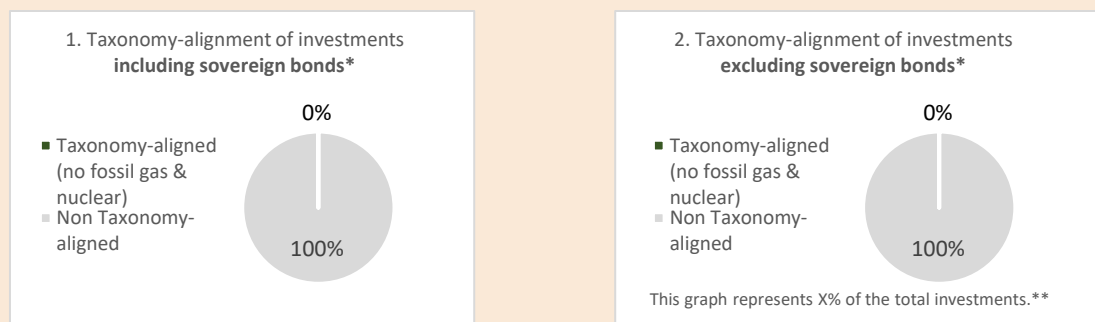 1. Taxonomy-alignment of investments
including sovereign bonds*
0%
Taxonomy-aligned
(no fossil gas &
nuclear)
Non Taxonomy-
aligned
100%
2. Taxonomy-alignment of investments
excluding sovereign bonds*
0%
Taxonomy-aligned
(no fossil gas &
nuclear)
Non Taxonomy-
aligned
100%
This graph represents X% of the total investments.**